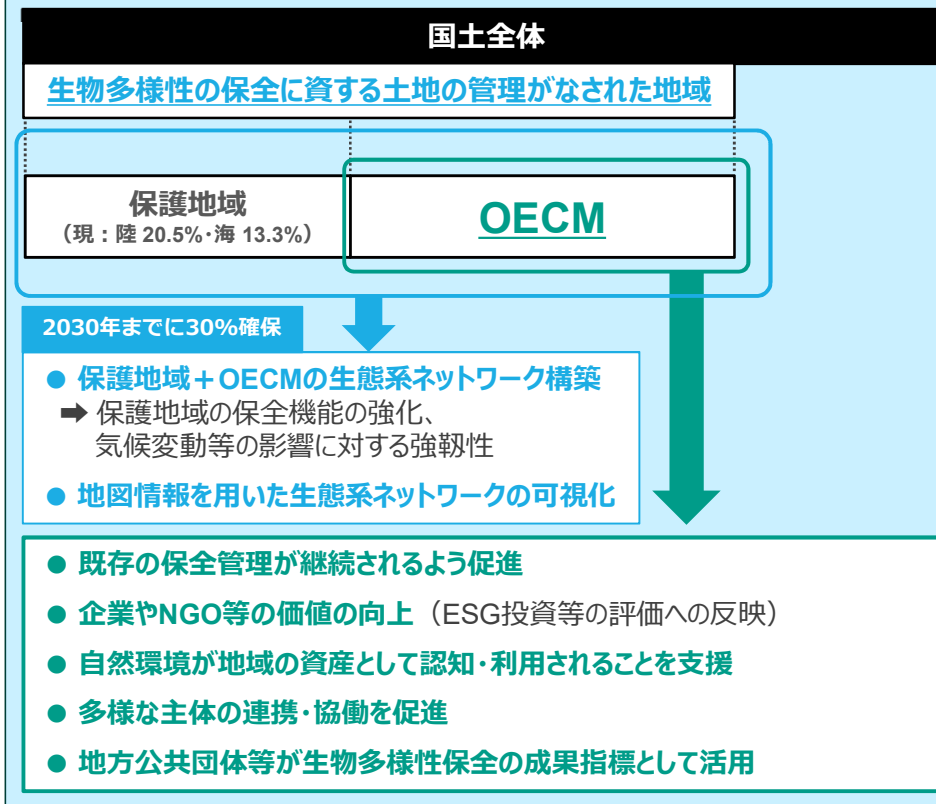 国土全体
生物多様性の保全に資する土地の管理がなされた地域
保護地域
（現：陸 20.5%・海 13.3%）
OECM
2030年までに30%確保
● 保護地域＋OECMの生態系ネットワーク構築
➡ 保護地域の保全機能の強化、
気候変動等の影響に対する強靱性
● 地図情報を用いた生態系ネットワークの可視化
● 既存の保全管理が継続されるよう促進
● 企業やNGO等の価値の向上（ESG投資等の評価への反映）
● 自然環境が地域の資産として認知・利用されることを支援
● 多様な主体の連携・協働を促進
● 地方公共団体等が生物多様性保全の成果指標として活用